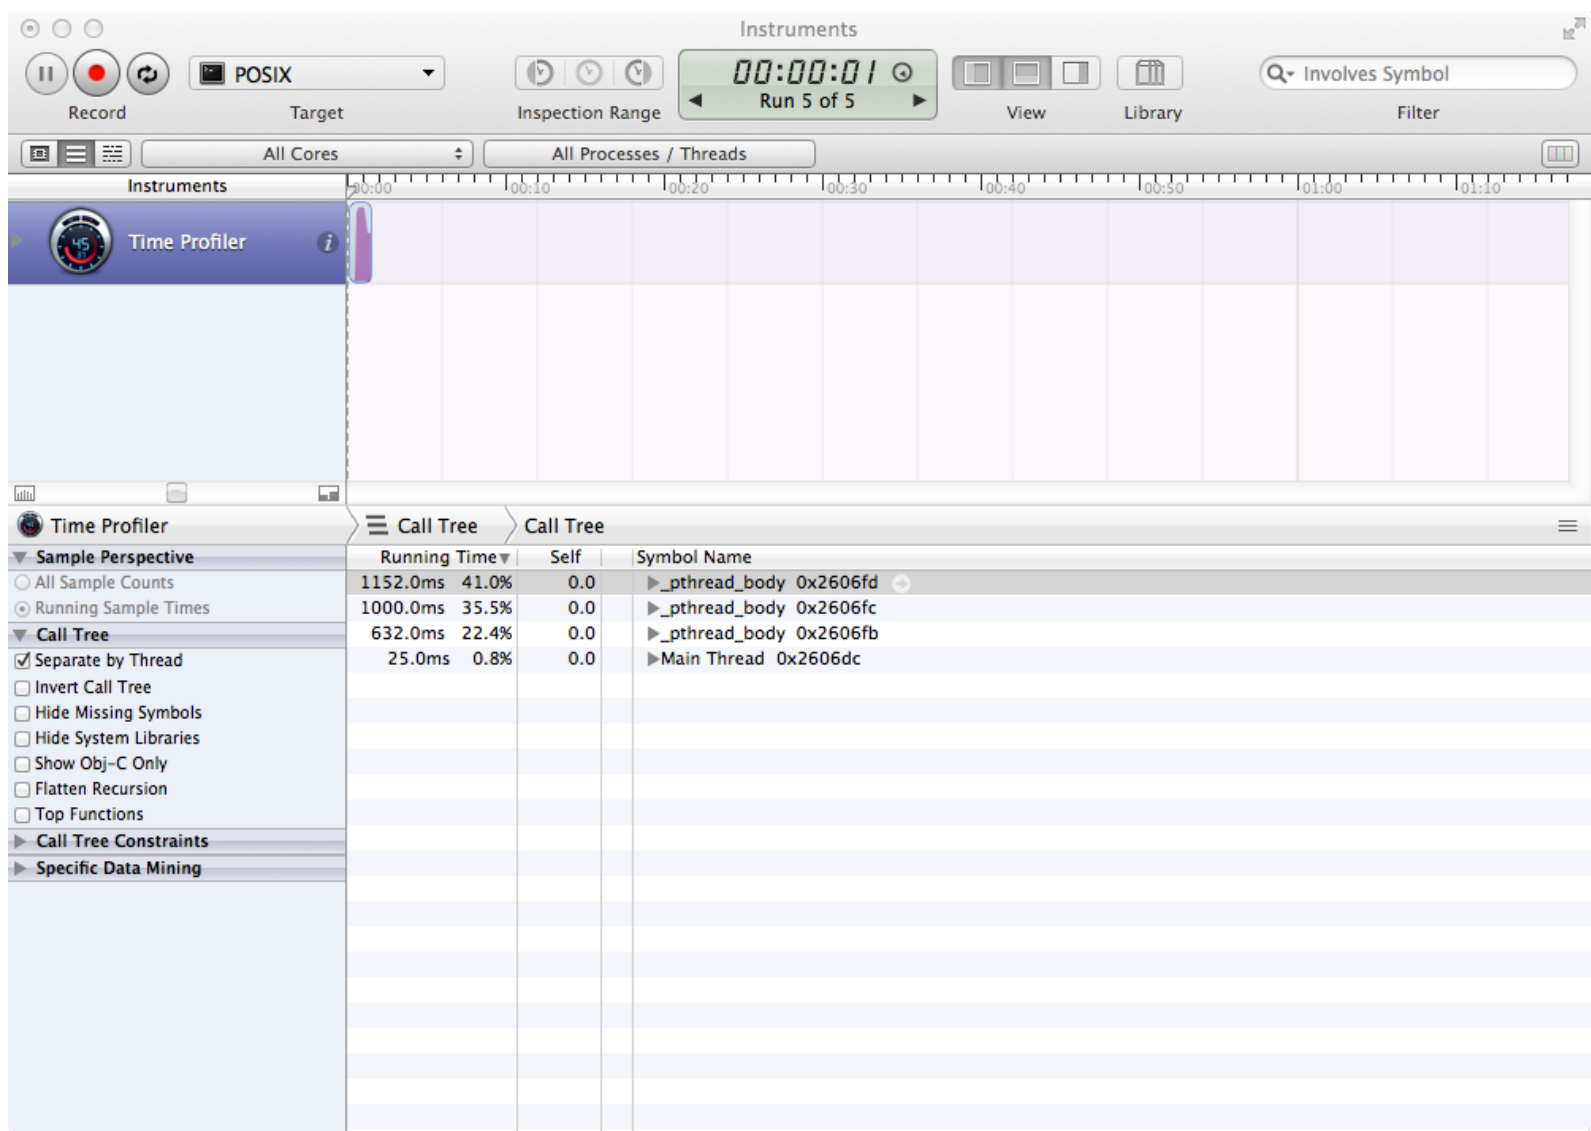 Instruments
POSIX
00:00:01
Run 5 of 5
Involves Symbol
Record
Target
Inspection Range
View
Library
Filter
All Cores
All Processes / Threads
Instruments
00:00 00:10 00:20 00:30 00:40 00:50 01:00 01:10
Time Profiler
Time Profiler
Call Tree
Call Tree
Sample Perspective
All Sample Counts
Running Sample Times
Call Tree
Separate by Thread
Invert Call Tree
Hide Missing Symbols
Hide System Libraries
Show Obj-C Only
Flatten Recursion
Top Functions
Call Tree Constraints
Specific Data Mining
Running Time Self Symbol Name
1152.0ms 41.0% 0.0 _pthread_body 0x2606fd
1000.0ms 35.5% 0.0 _pthread_body 0x2606fc
632.0ms 22.4% 0.0 _pthread_body 0x2606fb
25.0ms 0.8% 0.0 Main Thread 0x2606dc